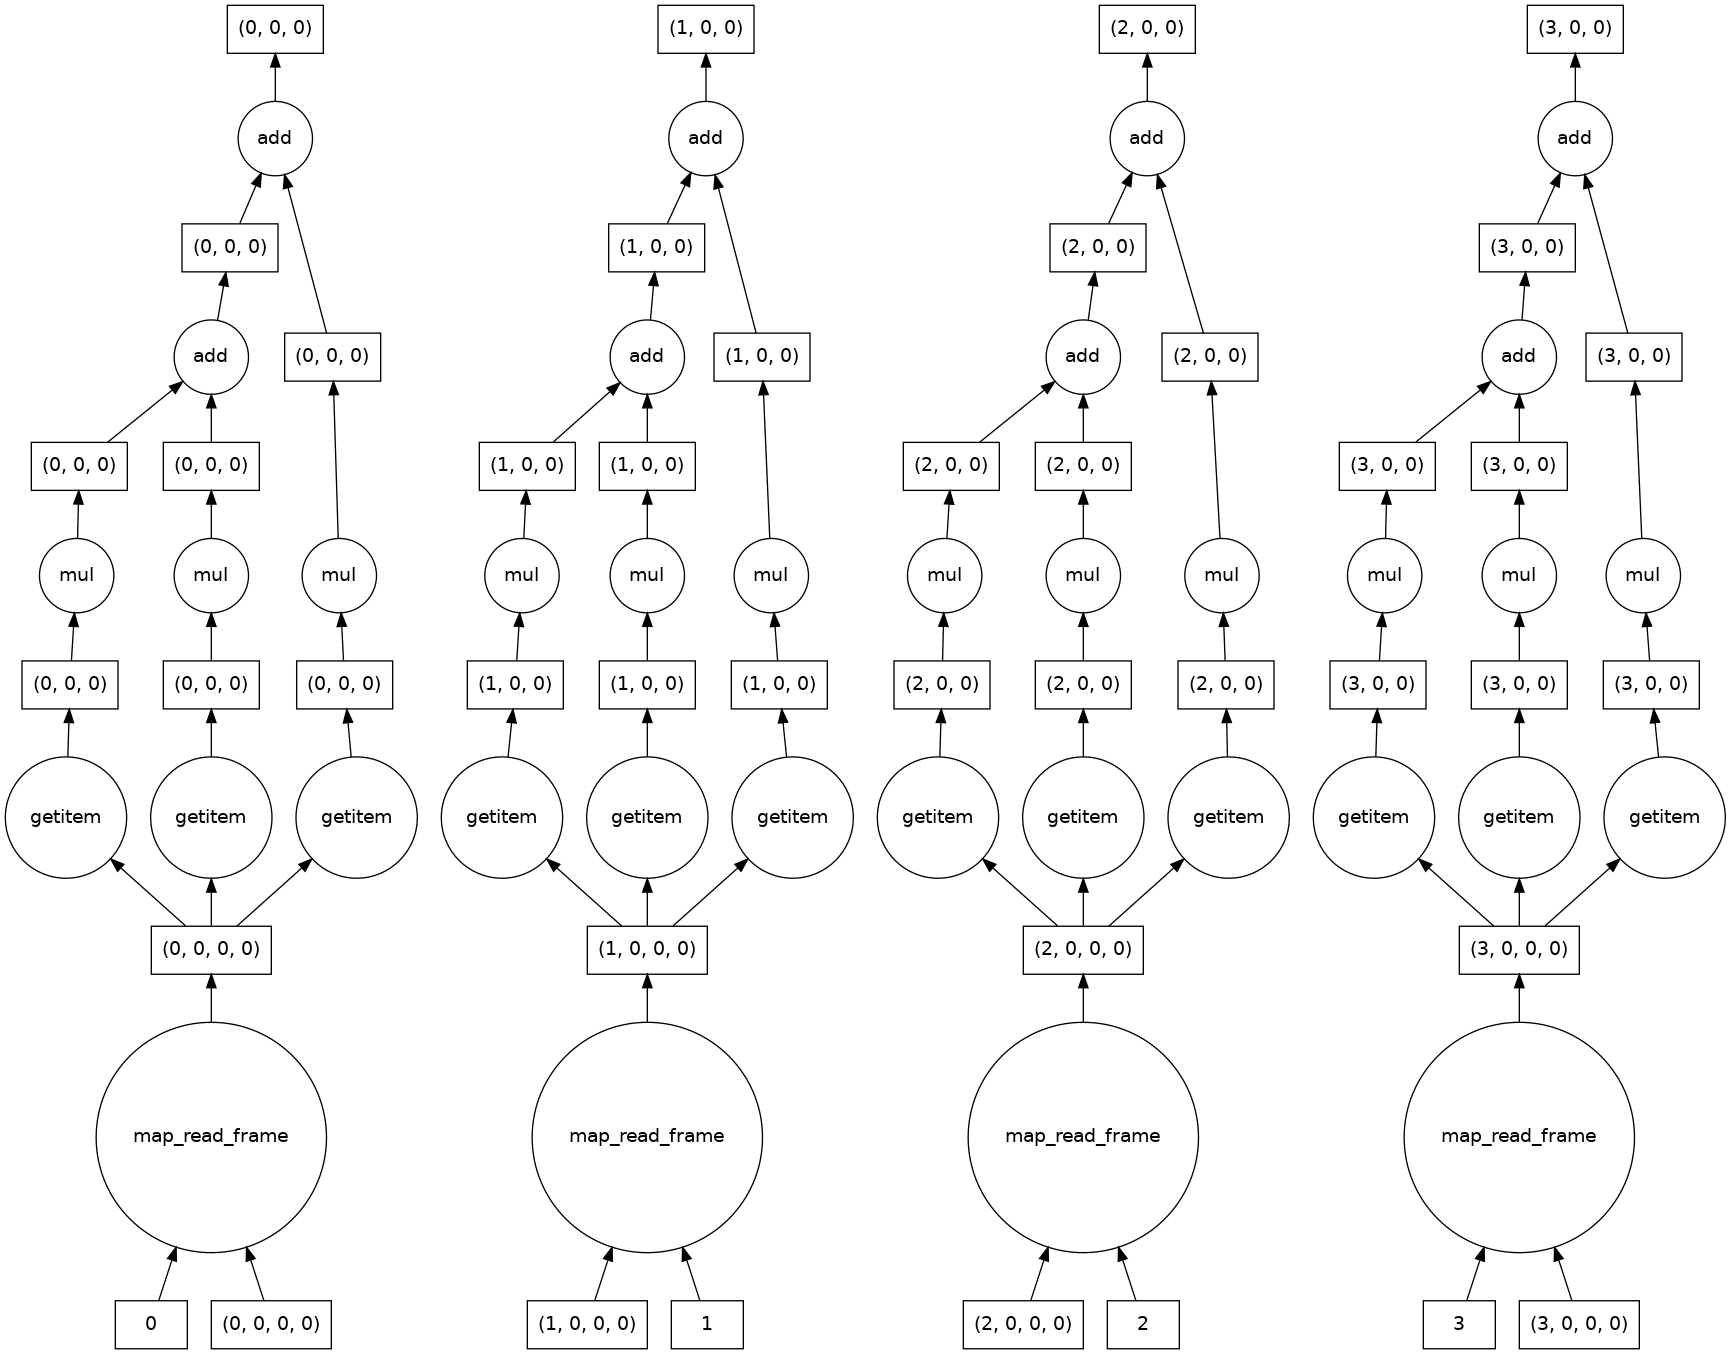 (0, 0, 0) (1, 0, 0) (2, 0, 0) (3, 0, 0)
add add add add
(0, 0, 0) (1, 0, 0) (2, 0, 0) (3, 0, 0)
add (0, 0, 0) add (1, 0, 0) add (2, 0, 0) add (3, 0, 0)
(0, 0, 0) (0, 0, 0) (1, 0, 0) (1, 0, 0) (2, 0, 0) (2, 0, 0) (3, 0, 0) (3, 0, 0)
mul mul mul mul mul mul mul mul mul mul mul mul
(0, 0, 0) (0, 0, 0) (0, 0, 0) (1, 0, 0) (1, 0, 0) (1, 0, 0) (2, 0, 0) (2, 0, 0) (2, 0, 0) (3, 0, 0) (3, 0, 0) (3, 0, 0)
getitem getitem getitem getitem getitem getitem getitem getitem getitem getitem getitem getitem
(0, 0, 0, 0) (1, 0, 0, 0) (2, 0, 0, 0) (3, 0, 0, 0)
map_read_frame map_read_frame map_read_frame map_read_frame
0 (0, 0, 0, 0) (1, 0, 0, 0) 1 (2, 0, 0, 0) 2 3 (3, 0, 0, 0)